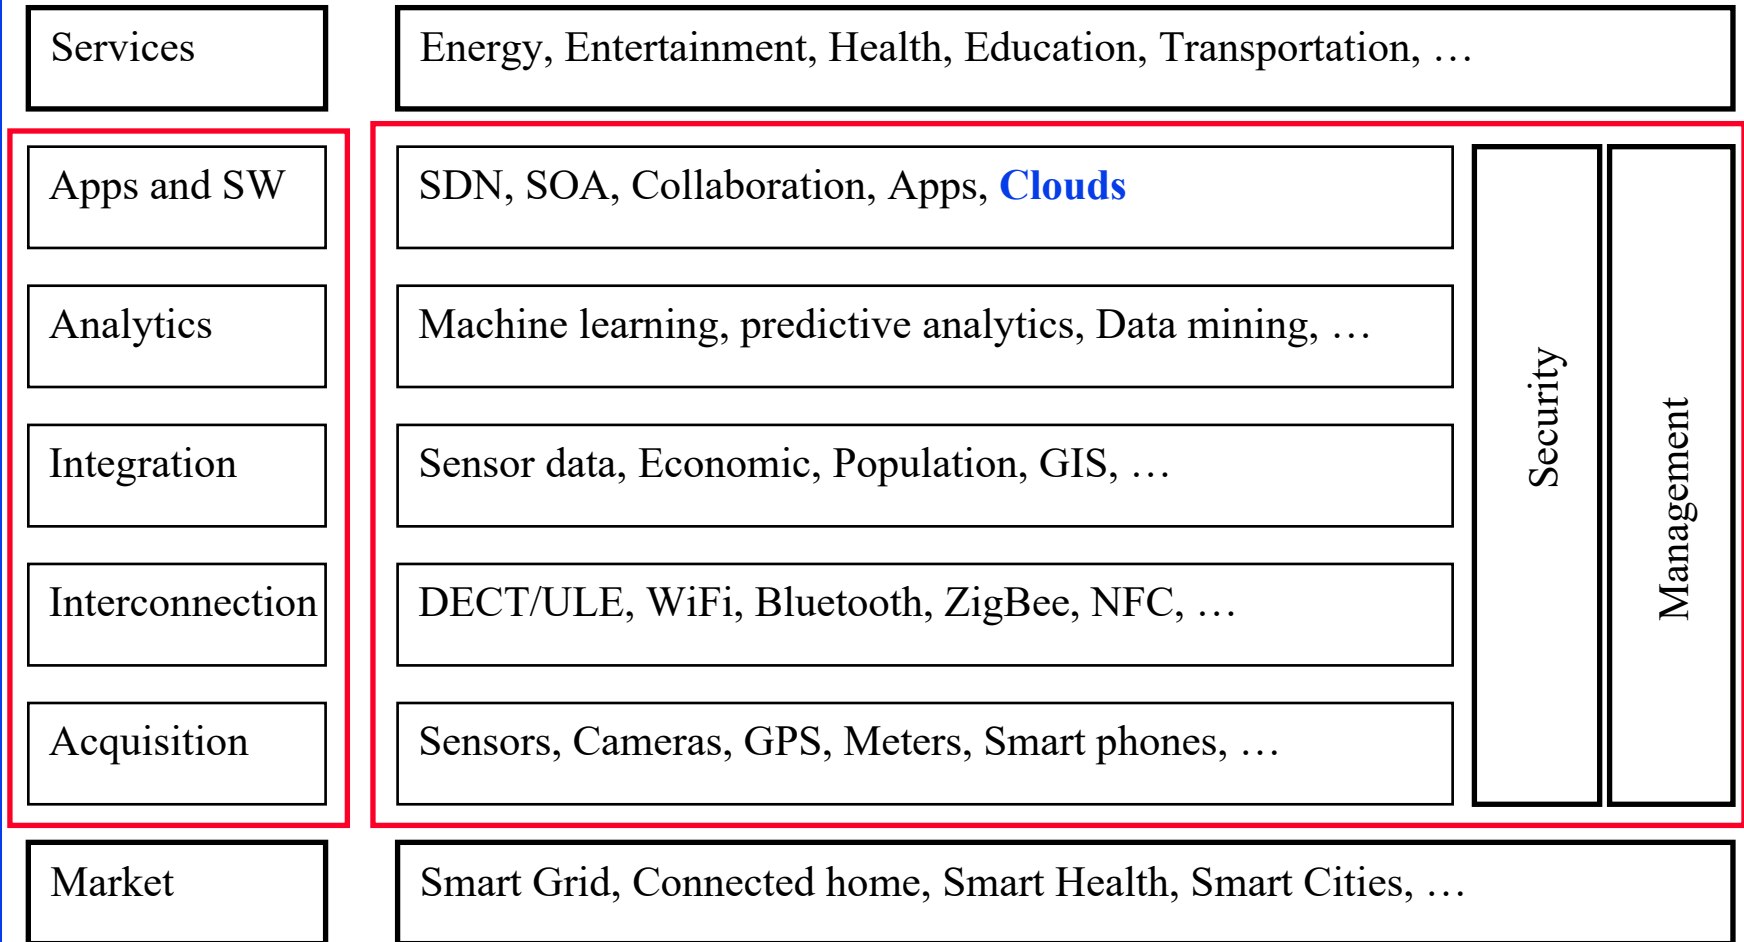 Services
Energy, Entertainment, Health, Education, Transportation, …
Apps and SW
SDN, SOA, Collaboration, Apps, Clouds
Analytics
Machine learning, predictive analytics, Data mining, …
Integration
Sensor data, Economic, Population, GIS, …
Interconnection
DECT/ULE, WiFi, Bluetooth, ZigBee, NFC, …
Acquisition
Sensors, Cameras, GPS, Meters, Smart phones, …
Security
Management
Market
Smart Grid, Connected home, Smart Health, Smart Cities, …